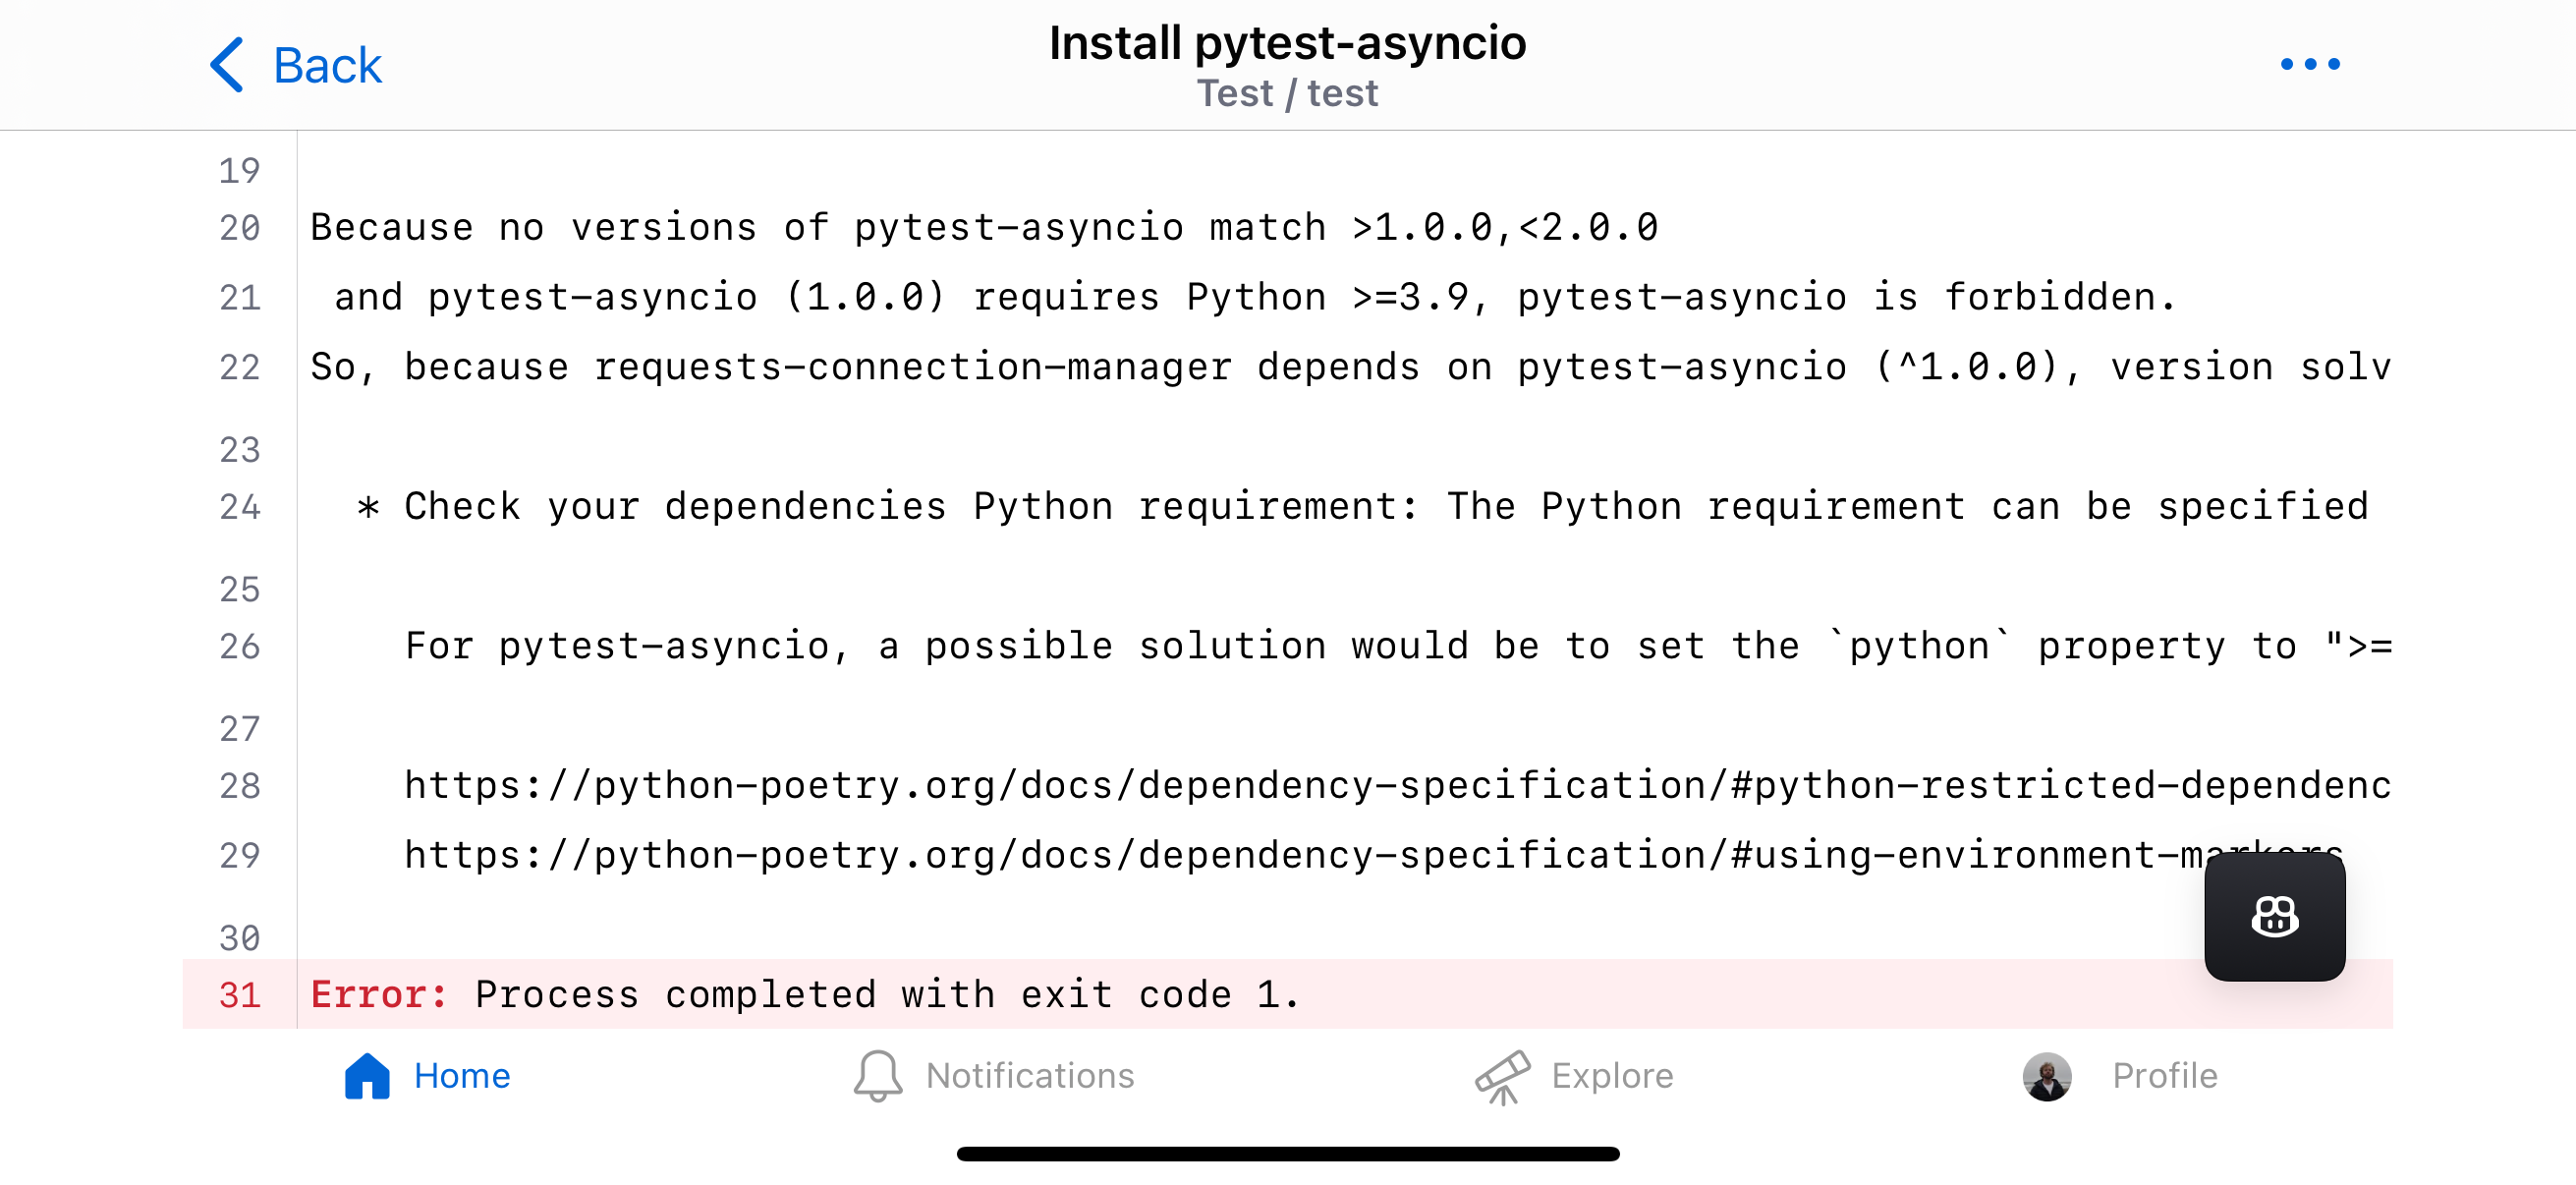 Back
Install pytest-asyncio
Test / test
19
20 Because no versions of pytest-asyncio match >1.0.0,<2.0.0
21  and pytest-asyncio (1.0.0) requires Python >=3.9, pytest-asyncio is forbidden.
22 So, because requests-connection-manager depends on pytest-asyncio (^1.0.0), version solv
23
24   * Check your dependencies Python requirement: The Python requirement can be specified
25
26     For pytest-asyncio, a possible solution would be to set the `python` property to ">=
27
28     https://python-poetry.org/docs/dependency-specification/#python-restricted-dependenc
29     https://python-poetry.org/docs/dependency-specification/#using-environment-markers
30
31 Error: Process completed with exit code 1.
Home
Notifications
Explore
Profile